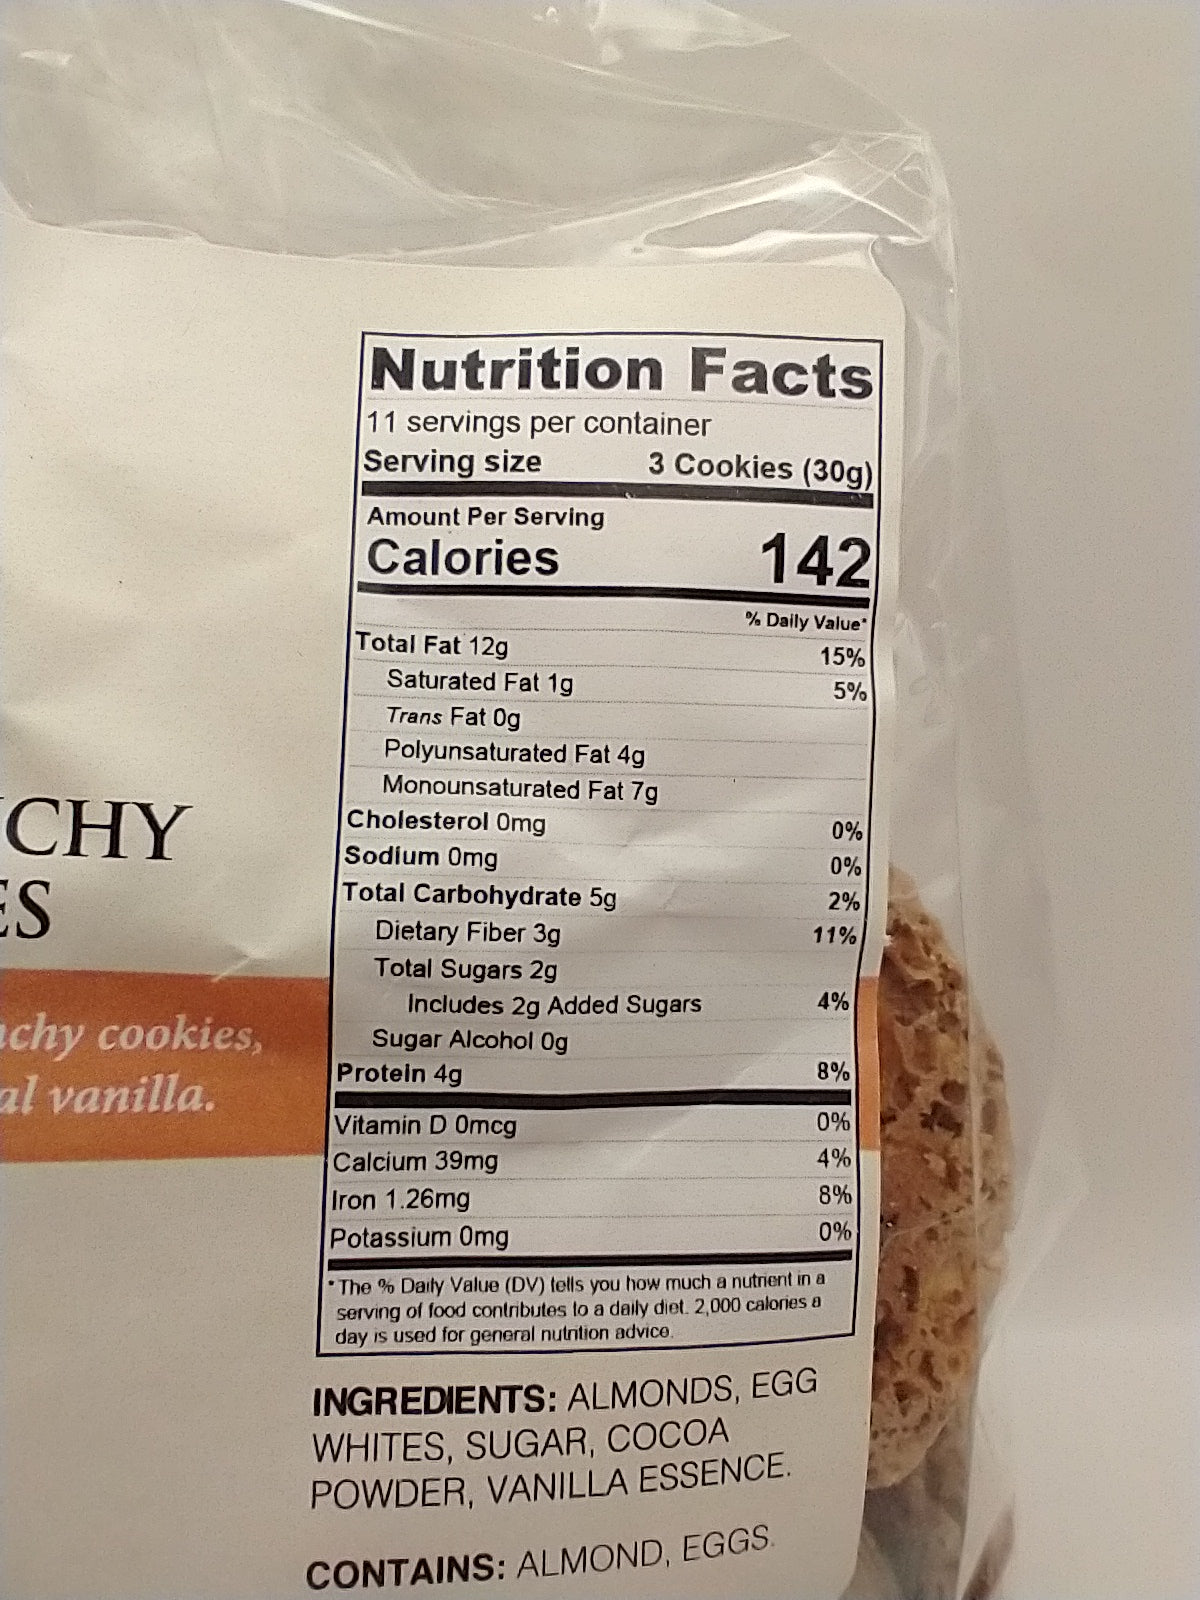 CHY
ES
chy cookies,
al vanilla.
Nutrition Facts
11 servings per container
Serving size 3 Cookies (30g)
Amount Per Serving
Calories 142
% Daily Value*
Total Fat 12g 15%
Saturated Fat 1g 5%
Trans Fat 0g
Polyunsaturated Fat 4g
Monounsaturated Fat 7g
Cholesterol 0mg 0%
Sodium 0mg 0%
Total Carbohydrate 5g 2%
Dietary Fiber 3g 11%
Total Sugars 2g
Includes 2g Added Sugars 4%
Sugar Alcohol 0g
Protein 4g 8%
Vitamin D 0mcg 0%
Calcium 39mg 4%
Iron 1.26mg 8%
Potassium 0mg 0%
*The % Daily Value (DV) tells you how much a nutrient in a
serving of food contributes to a daily diet. 2,000 calories a
day is used for general nutrition advice.
INGREDIENTS: ALMONDS, EGG
WHITES, SUGAR, COCOA
POWDER, VANILLA ESSENCE.
CONTAINS: ALMOND, EGGS.